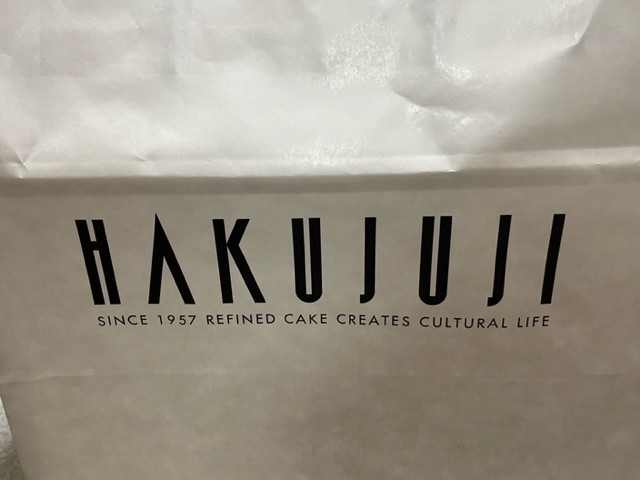 HAKUJUJI
SINCE 1957 REFINED CAKE CREATES CULTURAL LIFE